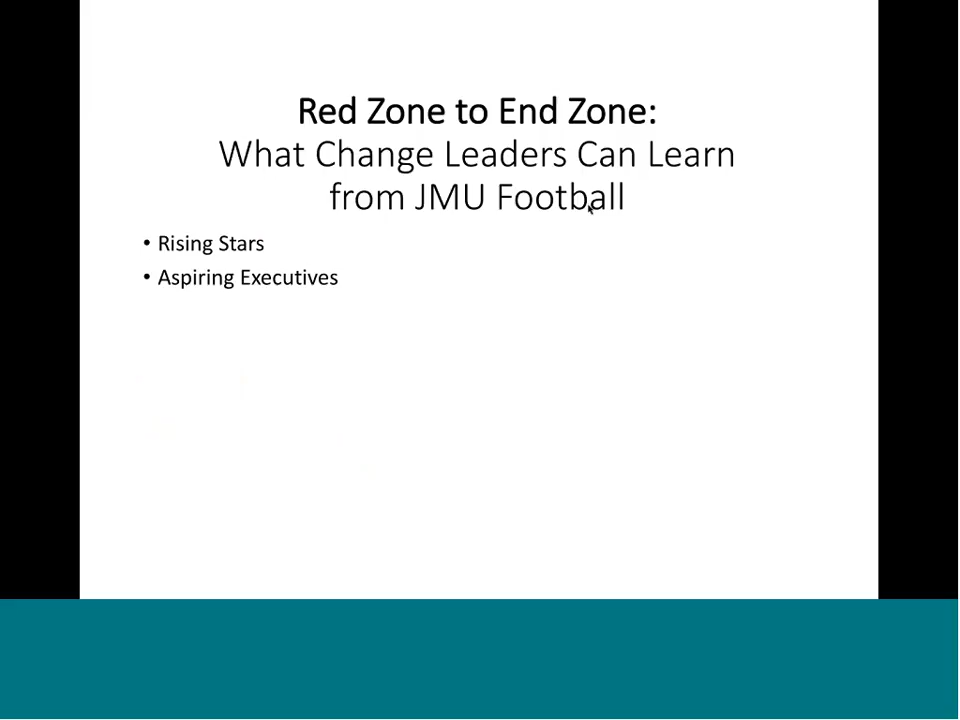 Red Zone to End Zone:
What Change Leaders Can Learn
from JMU Football
• Rising Stars
• Aspiring Executives